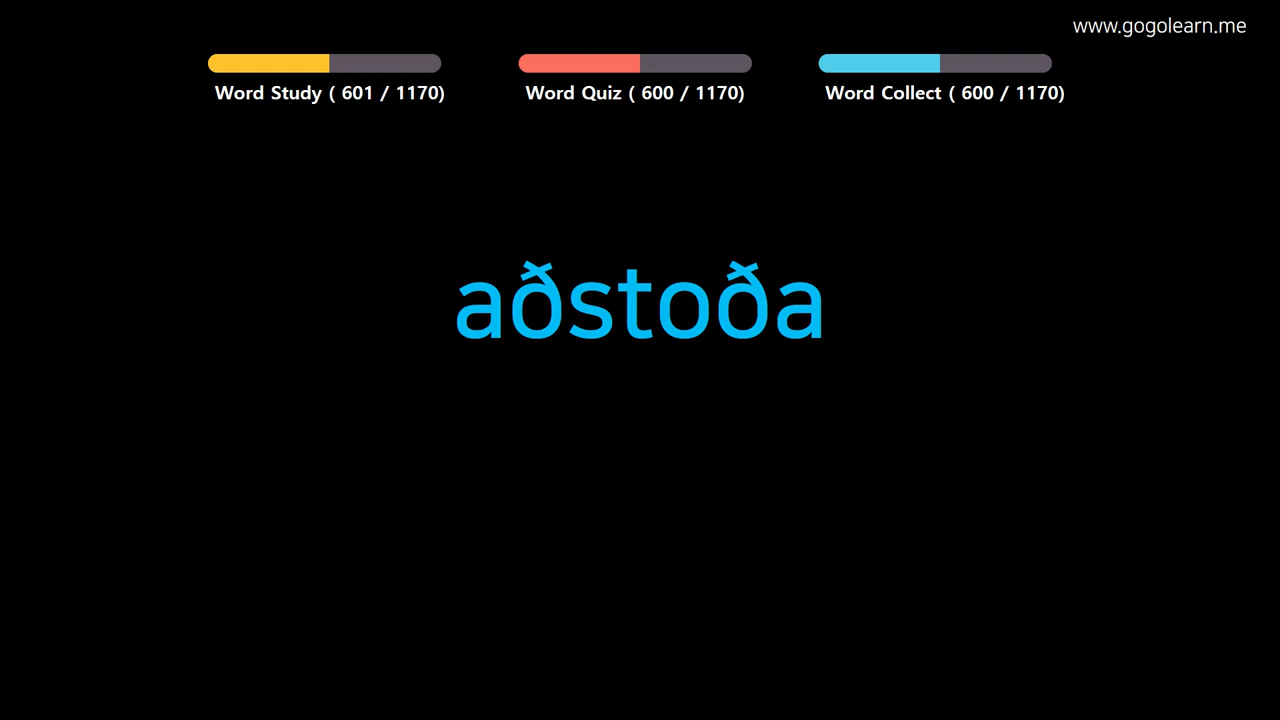 www.gogolearn.me
Word Study ( 601 / 1170)
Word Quiz ( 600 / 1170)
Word Collect ( 600 / 1170)
aðstoða